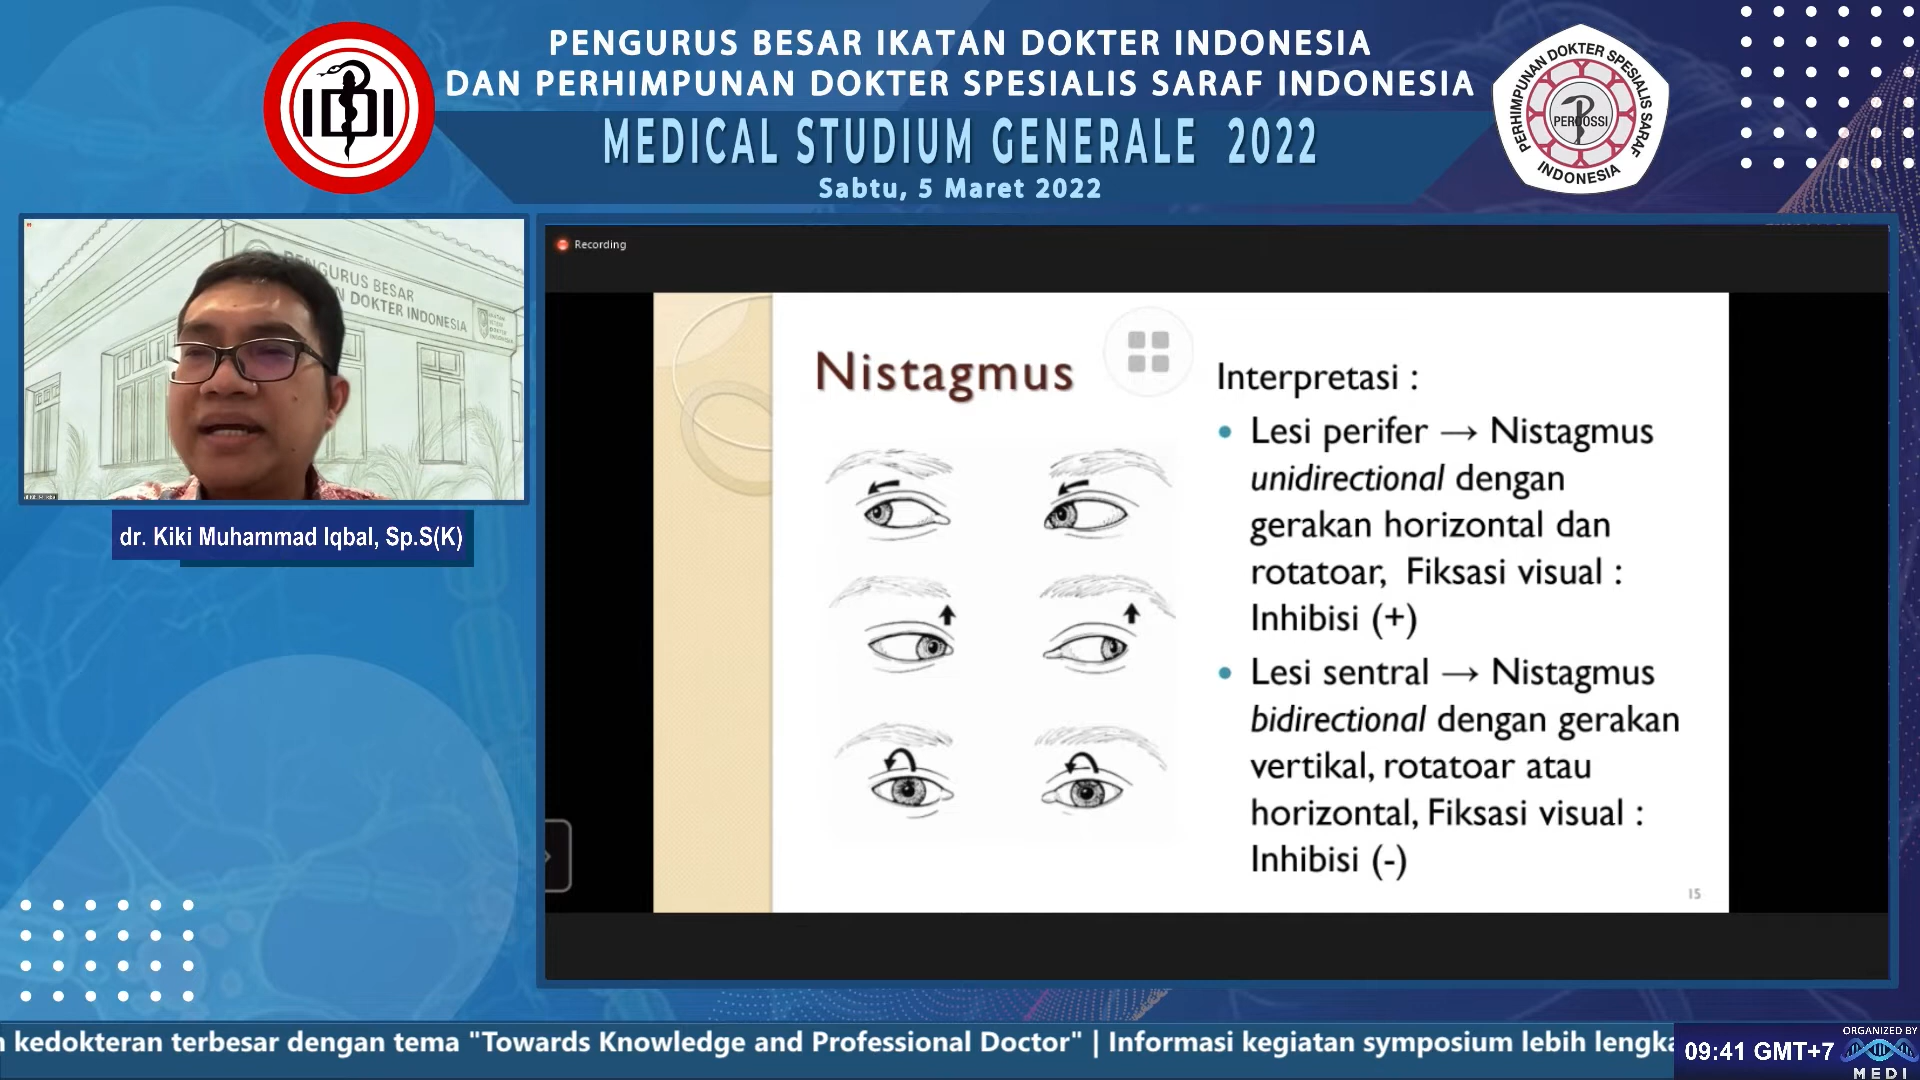 PENGURUS BESAR IKATAN DOKTER INDONESIA
DAN PERHIMPUNAN DOKTER SPESIALIS SARAF INDONESIA
MEDICAL STUDIUM GENERALE 2022
Sabtu, 5 Maret 2022
IDI
PERHIMPUNAN DOKTER SPESIALIS SARAF
PERDOSSI
INDONESIA
PENGURUS BESAR
N DOKTER INDONESIA
dr. Kiki Muhammad Iqbal, Sp.S(K)
Recording
Nistagmus
Interpretasi :
• Lesi perifer → Nistagmus
unidirectional dengan
gerakan horizontal dan
rotatoar, Fiksasi visual :
Inhibisi (+)
• Lesi sentral → Nistagmus
bidirectional dengan gerakan
vertikal, rotatoar atau
horizontal, Fiksasi visual :
Inhibisi (-)
15
n kedokteran terbesar dengan tema "Towards Knowledge and Professional Doctor" | Informasi kegiatan symposium lebih lengka
09:41 GMT+7
ORGANIZED BY
MEDI